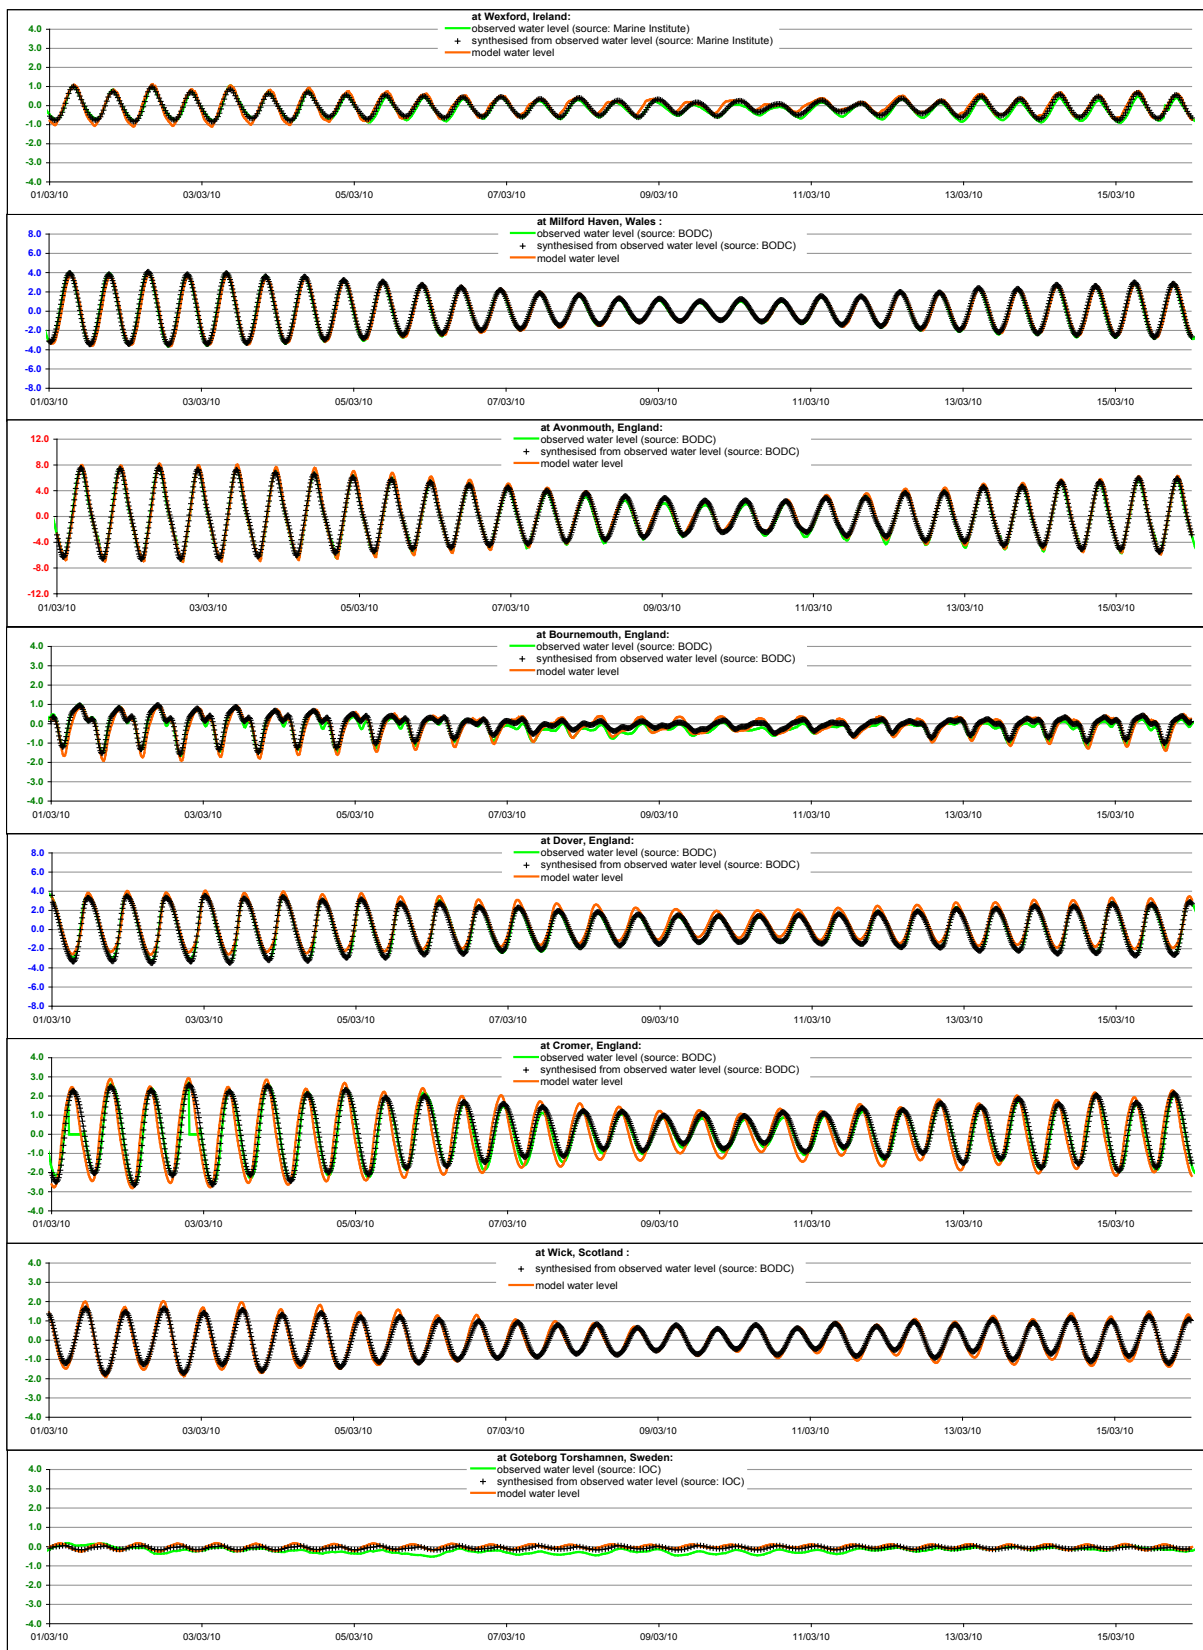 at Wexford, Ireland:
observed water level (source: Marine Institute)
synthesised from observed water level (source: Marine Institute)
model water level
4.0
3.0
2.0
1.0
0.0
-1.0
-2.0
-3.0
-4.0
01/03/10 03/03/10 05/03/10 07/03/10 09/03/10 11/03/10 13/03/10 15/03/10
at Milford Haven, Wales :
observed water level (source: BODC)
synthesised from observed water level (source: BODC)
model water level
8.0
6.0
4.0
2.0
0.0
-2.0
-4.0
-6.0
-8.0
01/03/10 03/03/10 05/03/10 07/03/10 09/03/10 11/03/10 13/03/10 15/03/10
at Avonmouth, England:
observed water level (source: BODC)
synthesised from observed water level (source: BODC)
model water level
12.0
8.0
4.0
0.0
-4.0
-8.0
-12.0
01/03/10 03/03/10 05/03/10 07/03/10 09/03/10 11/03/10 13/03/10 15/03/10
at Bournemouth, England:
observed water level (source: BODC)
synthesised from observed water level (source: BODC)
model water level
4.0
3.0
2.0
1.0
0.0
-1.0
-2.0
-3.0
-4.0
01/03/10 03/03/10 05/03/10 07/03/10 09/03/10 11/03/10 13/03/10 15/03/10
at Dover, England:
observed water level (source: BODC)
synthesised from observed water level (source: BODC)
model water level
8.0
6.0
4.0
2.0
0.0
-2.0
-4.0
-6.0
-8.0
01/03/10 03/03/10 05/03/10 07/03/10 09/03/10 11/03/10 13/03/10 15/03/10
at Cromer, England:
observed water level (source: BODC)
synthesised from observed water level (source: BODC)
model water level
4.0
3.0
2.0
1.0
0.0
-1.0
-2.0
-3.0
-4.0
01/03/10 03/03/10 05/03/10 07/03/10 09/03/10 11/03/10 13/03/10 15/03/10
at Wick, Scotland :
synthesised from observed water level (source: BODC)
model water level
4.0
3.0
2.0
1.0
0.0
-1.0
-2.0
-3.0
-4.0
01/03/10 03/03/10 05/03/10 07/03/10 09/03/10 11/03/10 13/03/10 15/03/10
at Goteborg Torshamnen, Sweden:
observed water level (source: IOC)
synthesised from observed water level (source: IOC)
model water level
4.0
3.0
2.0
1.0
0.0
-1.0
-2.0
-3.0
-4.0
01/03/10 03/03/10 05/03/10 07/03/10 09/03/10 11/03/10 13/03/10 15/03/10